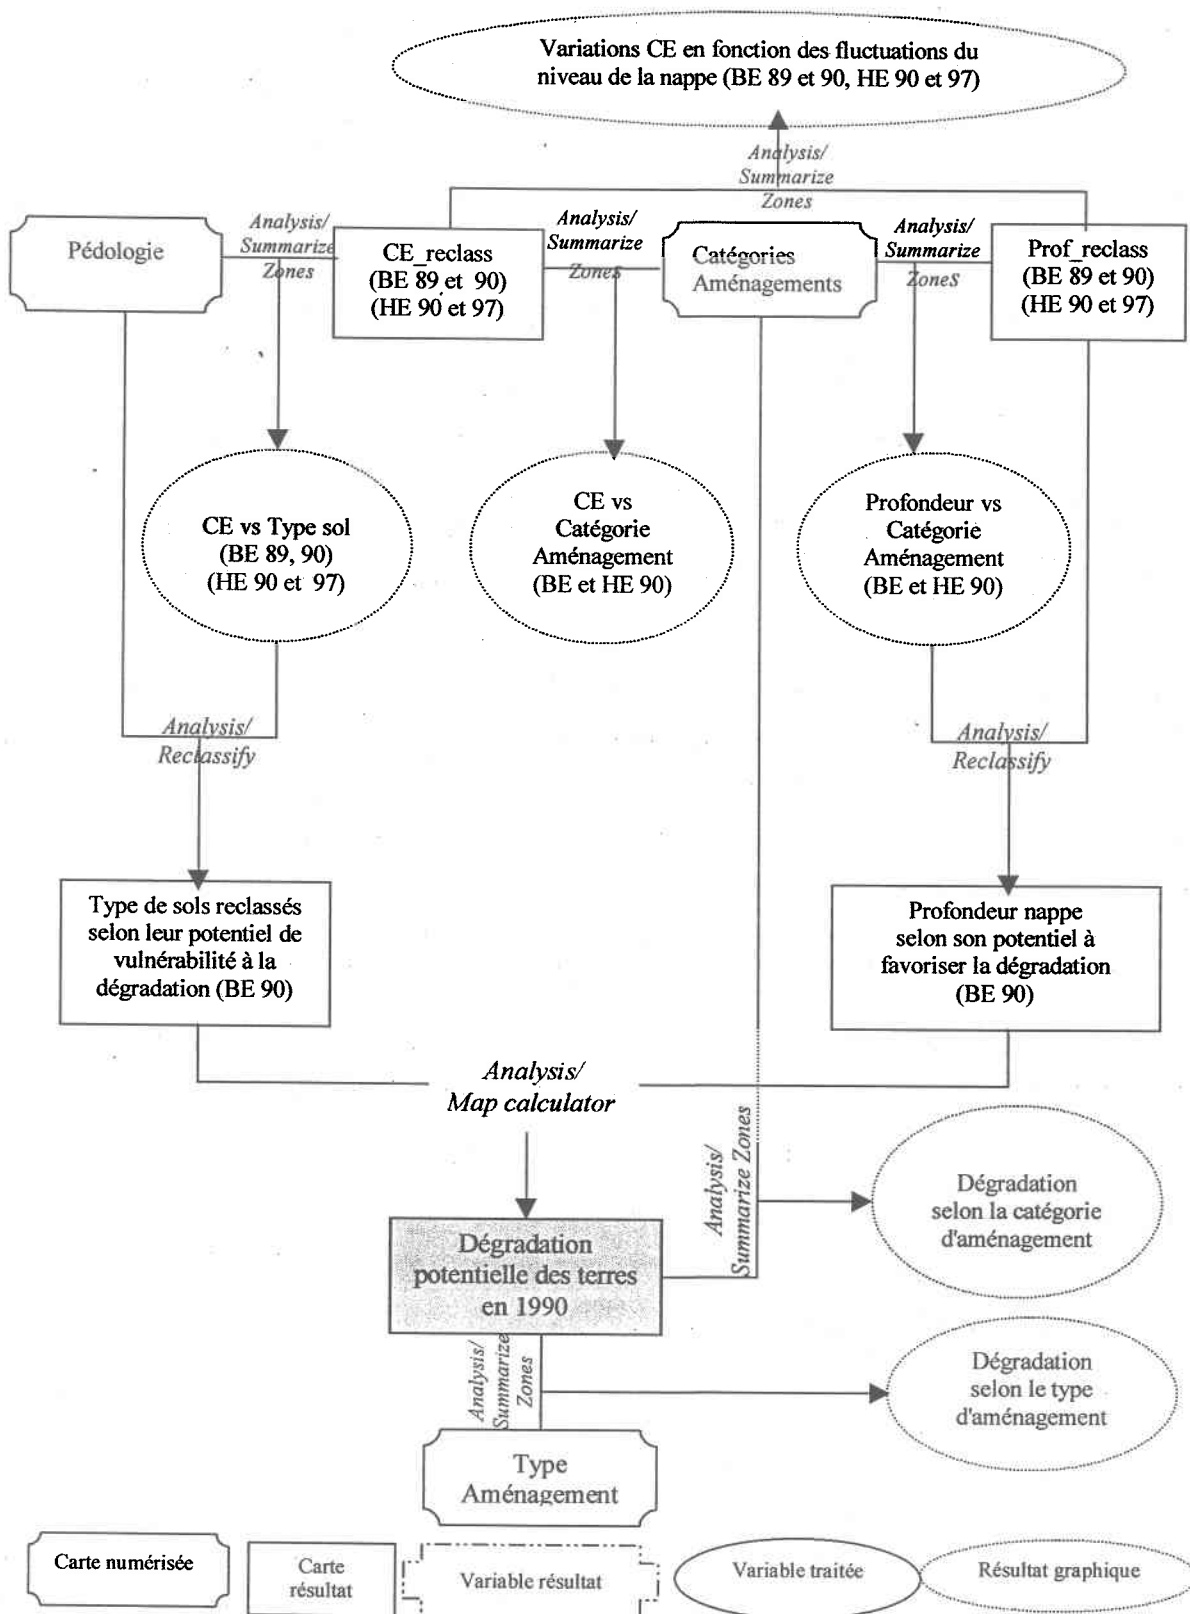 Variations CE en fonction des fluctuations du
niveau de la nappe (BE 89 et 90, HE 90 et 97)
Analysis/
Summarize
Zones
Pédologie
Analysis/
Summarize
Zones
CE_reclass
(BE 89 et 90)
(HE 90 et 97)
Analysis/
Summarize
Zones
Catégories
Aménagements
Analysis/
Summarize
Zones
Prof_reclass
(BE 89 et 90)
(HE 90 et 97)
CE vs Type sol
(BE 89, 90)
(HE 90 et 97)
CE vs
Catégorie
Aménagement
(BE et HE 90)
Profondeur vs
Catégorie
Aménagement
(BE et HE 90)
Analysis/
Reclassify
Analysis/
Reclassify
Type de sols reclassés
selon leur potentiel de
vulnérabilité à la
dégradation (BE 90)
Profondeur nappe
selon son potentiel à
favoriser la dégradation
(BE 90)
Analysis/
Map calculator
Analysis/
Summarize Zones
Dégradation
selon la catégorie
d'aménagement
Dégradation
potentielle des terres
en 1990
Analysis/
Summarize
Zones
Dégradation
selon le type
d'aménagement
Type
Aménagement
Carte numérisée
Carte
résultat
Variable résultat
Variable traitée
Résultat graphique